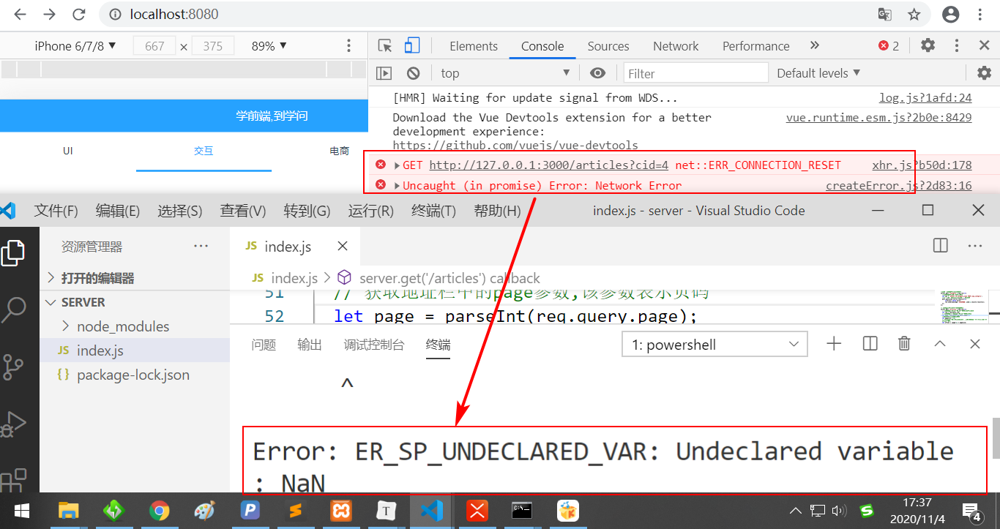 localhost:8080
iPhone 6/7/8 ▼ 667 × 375 89% ▼
Elements Console Sources Network Performance » 2
top ▼ Filter Default levels ▼
[HMR] Waiting for update signal from WDS... log.js?1afd:24
Download the Vue Devtools extension for a better vue.runtime.esm.js?2b0e:8429
development experience:
https://github.com/vuejs/vue-devtools
学前端,到学问
UI 交互 电商
GET http://127.0.0.1:3000/articles?cid=4 net::ERR_CONNECTION_RESET xhr.js?b50d:178
Uncaught (in promise) Error: Network Error createError.js?2d83:16
文件(F) 编辑(E) 选择(S) 查看(V) 转到(G) 运行(R) 终端(T) 帮助(H) index.js - server - Visual Studio Code
资源管理器 ···
JS index.js
打开的编辑器
JS index.js > server.get('/articles') callback
SERVER
node_modules
JS index.js
{} package-lock.json
51 // 获取地址栏中的page参数,该参数表示页码
52 let page = parseInt(req.query.page);
问题 输出 调试控制台 终端 1: powershell
^
Error: ER_SP_UNDECLARED_VAR: Undeclared variable
: NaN
17:37
2020/11/4
4